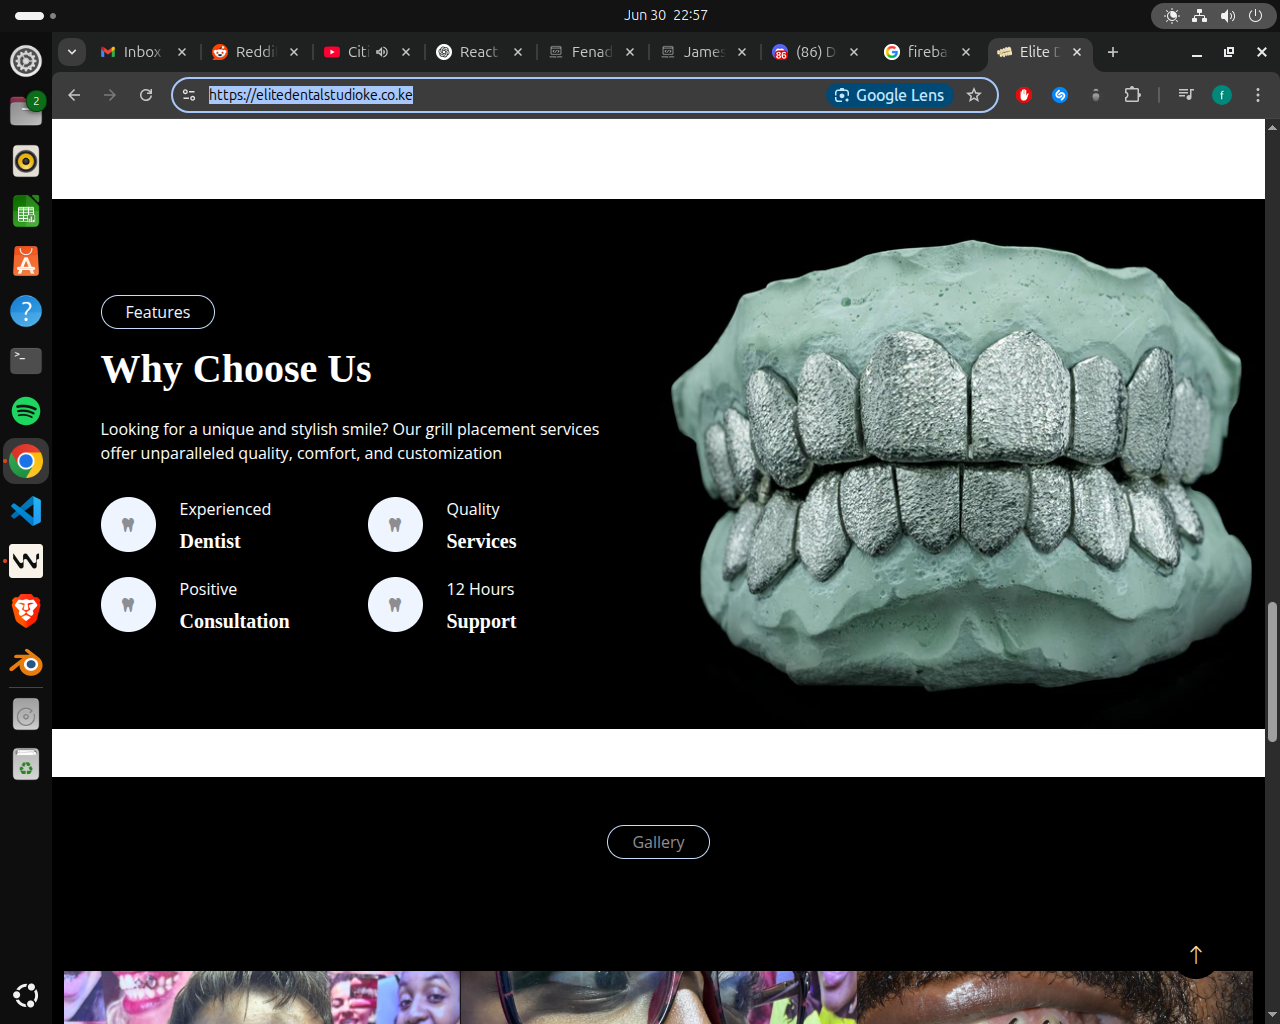 Jun 30 22:57
Inbox
Reddi
Citi
React
Fenad
James
(86) D
fireba
Elite D
https://elitedentalstudioke.co.ke
Google Lens
f
2
86
Features
Why Choose Us
Looking for a unique and stylish smile? Our grill placement services
offer unparalleled quality, comfort, and customization
Experienced
Dentist
Quality
Services
Positive
Consultation
12 Hours
Support
Gallery